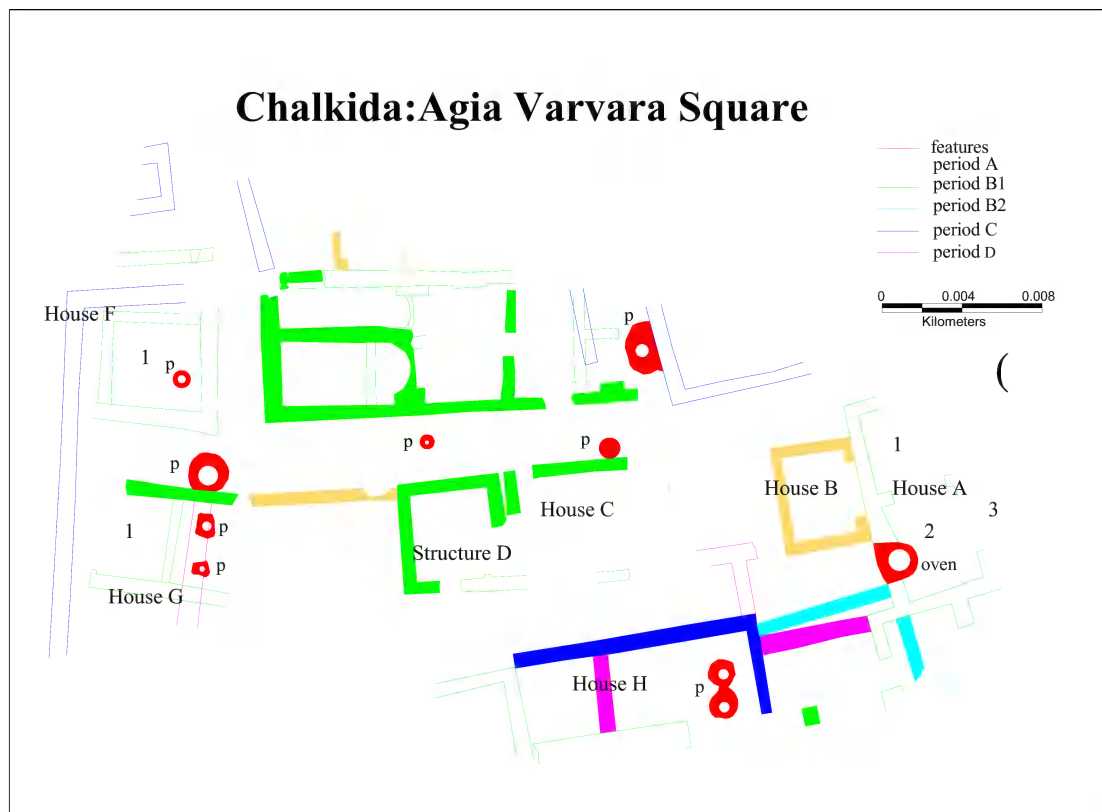 Chalkida:Agia Varvara Square
features
period A
period B1
period B2
period C
period D
0 0.004 0.008
Kilometers
(
House F
1
p
p
p
p
p
p
House C
Structure D
1
p
p
House G
House B
1
House A
3
2
oven
House H
p